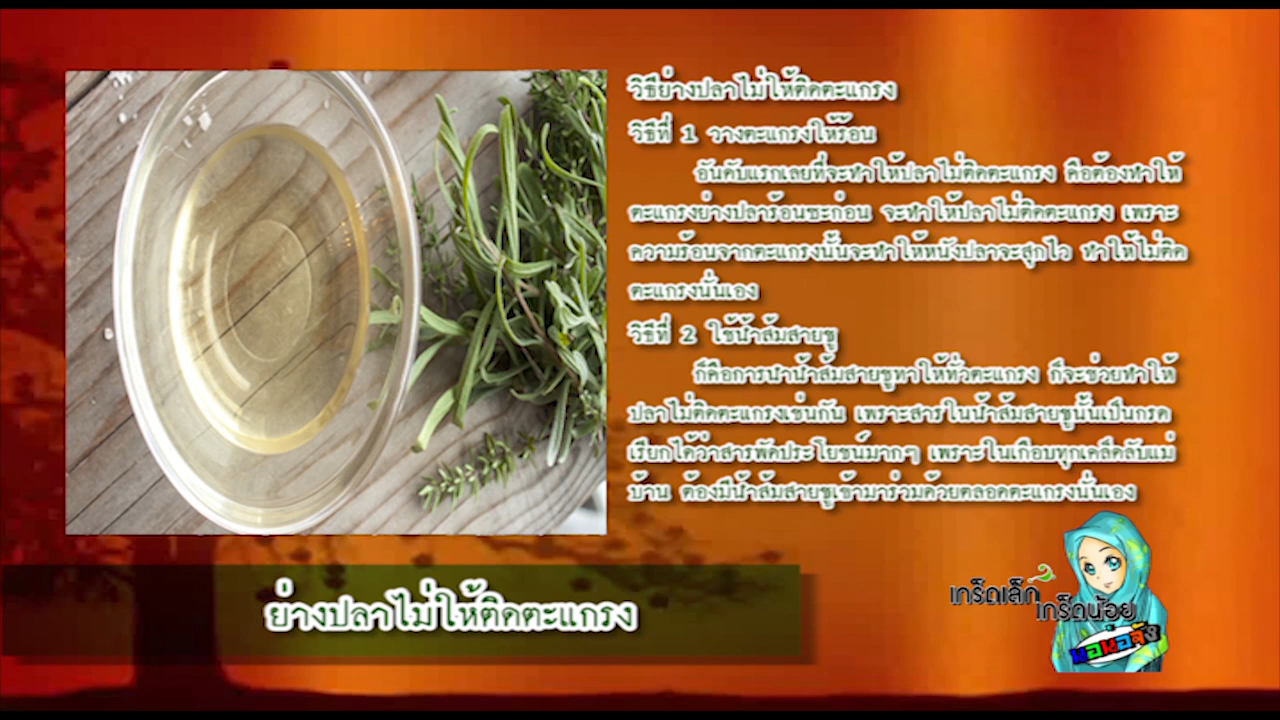 วิธีย่างปลาไม่ให้ติดตะแกรง
วิธีที่ 1 วางตะแกรงให้ร้อน
อันดับแรกเลยที่จะทำให้ปลาไม่ติดตะแกรง คือต้องทำให้
ตะแกรงย่างปลาร้อนซะก่อน จะทำให้ปลาไม่ติดตะแกรง เพราะ
ความร้อนจากตะแกรงนั้นจะทำให้หนังปลาจะสุกไว ทำให้ไม่ติด
ตะแกรงนั่นเอง
วิธีที่ 2 ใช้น้ำส้มสายชู
ก็คือการนำน้ำส้มสายชูทาให้ทั่วตะแกรง ก็จะช่วยทำให้
ปลาไม่ติดตะแกรงเช่นกัน เพราะสารในน้ำส้มสายชูนั้นเป็นกรด
เรียกได้ว่าสารพัดประโยชน์มากๆ เพราะในเกือบทุกเคล็ดลับแม่
บ้าน ต้องมีน้ำส้มสายชูเข้ามาร่วมด้วยตลอดตะแกรงนั่นเอง
ย่างปลาไม่ให้ติดตะแกรง
เกร็ดเล็ก
เกร็ดน้อย